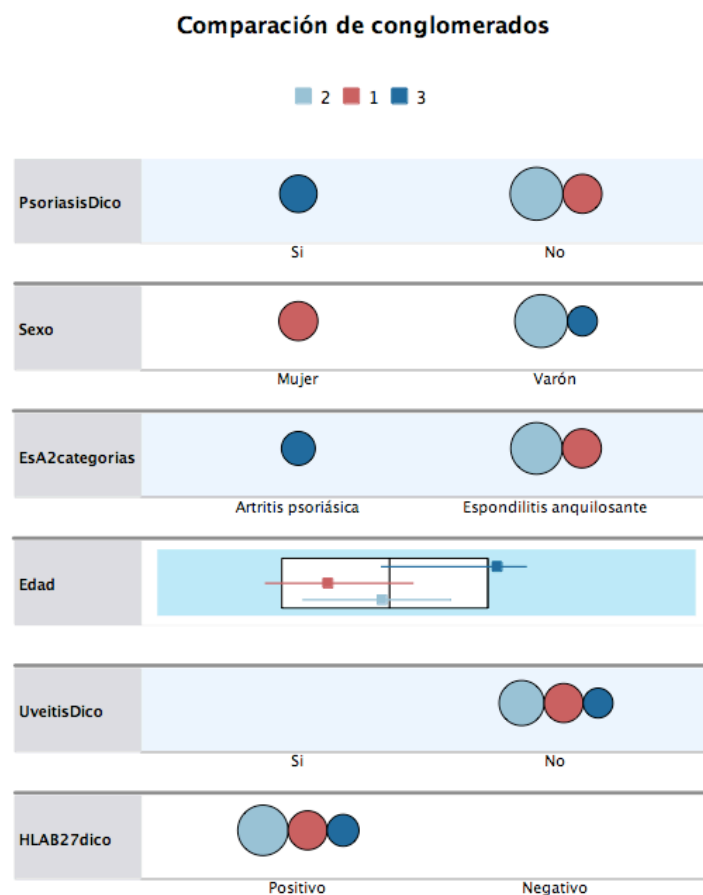 Comparación de conglomerados
2 1 3
PsoriasisDico
Si No
Sexo
Mujer Varón
EsA2categorias
Artritis psoriásica Espondilitis anquilosante
Edad
UveitisDico
Si No
HLAB27dico
Positivo Negativo